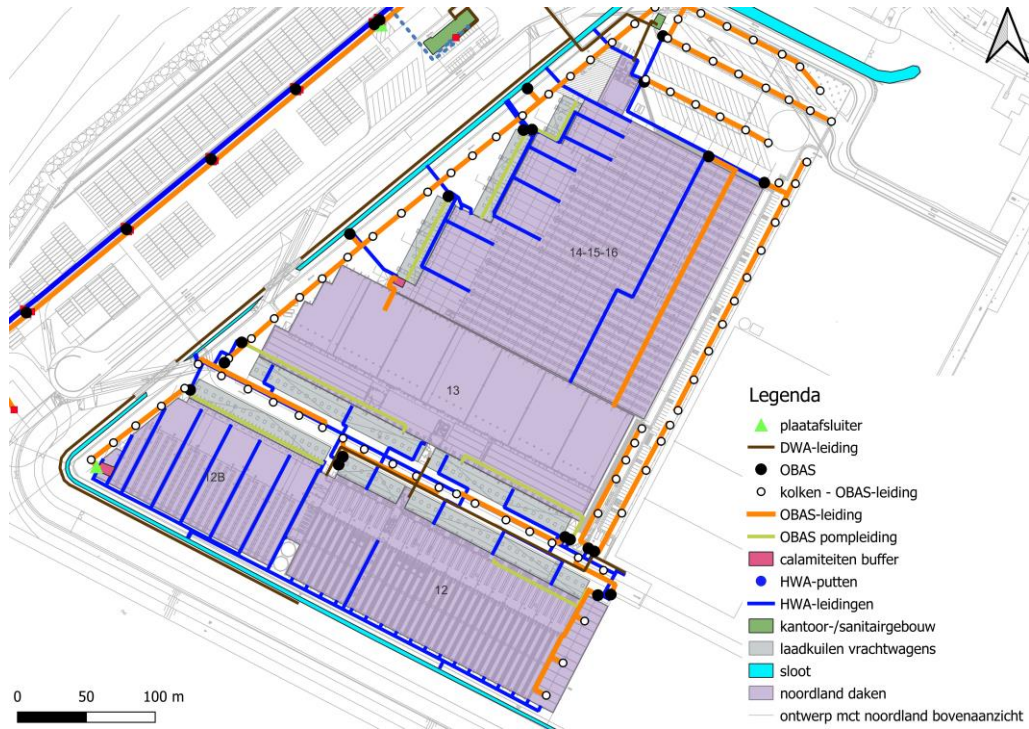 14-15-16
13
12B
12
Legenda
plaatafsluiter
DWA-leiding
OBAS
kolken - OBAS-leiding
OBAS-leiding
OBAS pompleiding
calamiteiten buffer
HWA-putten
HWA-leidingen
kantoor-/sanitairgebouw
laadkuilen vrachtwagens
sloot
noordland daken
ontwerp mct noordland bovenaanzicht
0 50 100 m